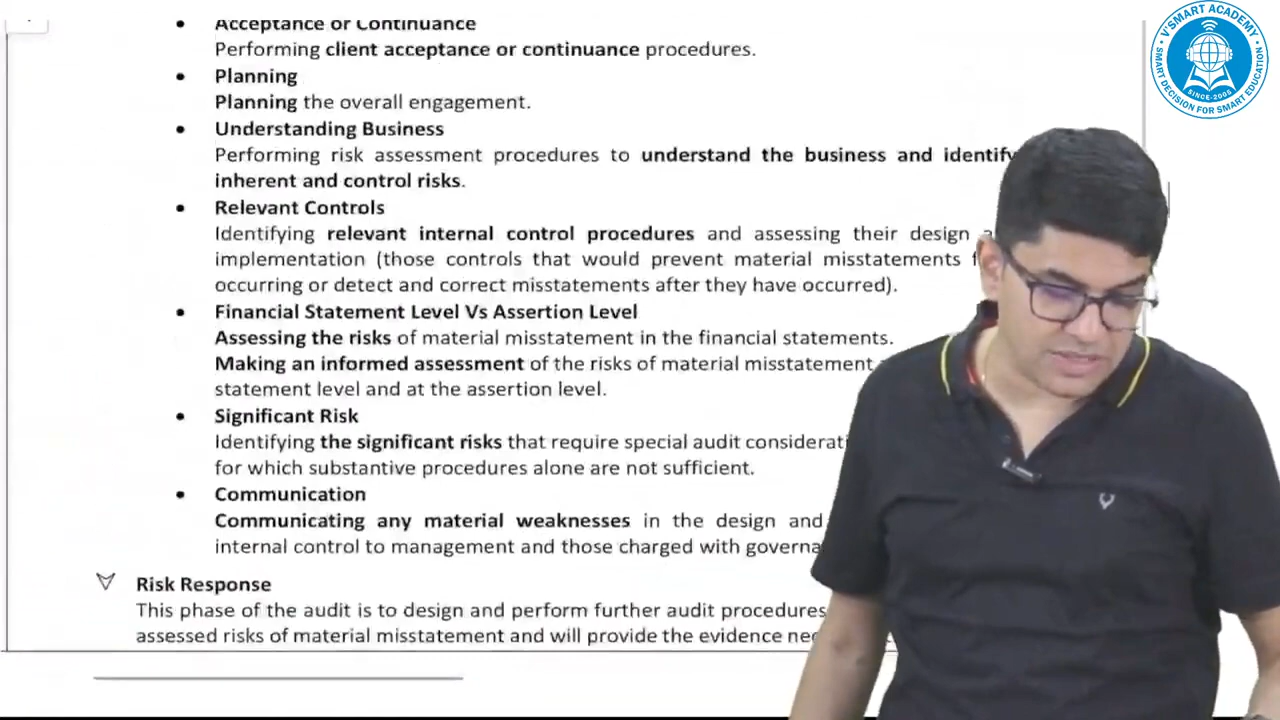 Acceptance or Continuance
Performing client acceptance or continuance procedures.
Planning
Planning the overall engagement.
Understanding Business
Performing risk assessment procedures to understand the business and identify
inherent and control risks.
Relevant Controls
Identifying relevant internal control procedures and assessing their design
implementation (those controls that would prevent material misstatements
occurring or detect and correct misstatements after they have occurred).
Financial Statement Level Vs Assertion Level
Assessing the risks of material misstatement in the financial statements.
Making an informed assessment of the risks of material misstatement
statement level and at the assertion level.
Significant Risk
Identifying the significant risks that require special audit
for which substantive procedures alone are not sufficient.
Communication
Communicating any material weaknesses in the design and
internal control to management and those charged with
Risk Response
This phase of the audit is to design and perform further audit procedures
assessed risks of material misstatement and will provide the evidence
V'SMART ACADEMY
SINCE-2005
SMART DECISION FOR SMART EDUCATION